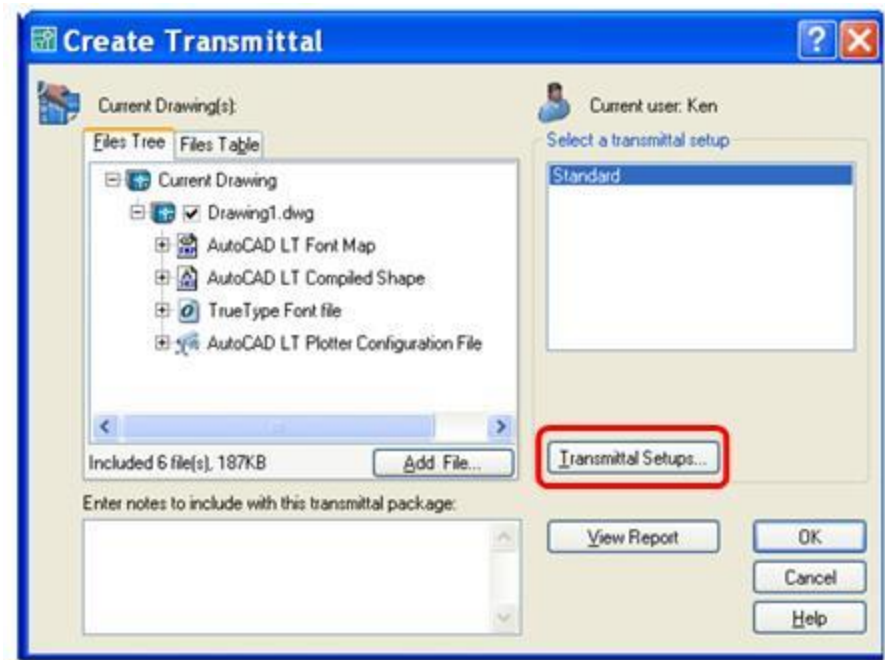 Create Transmittal
Current Drawing(s):
Current user: Ken
Files Tree
Files Table
Select a transmittal setup
Current Drawing
Standard
Drawing1.dwg
AutoCAD LT Font Map
AutoCAD LT Compiled Shape
TrueType Font file
AutoCAD LT Plotter Configuration File
Included 6 file(s), 187KB
Add File...
Transmittal Setups...
Enter notes to include with this transmittal package:
View Report
OK
Cancel
Help